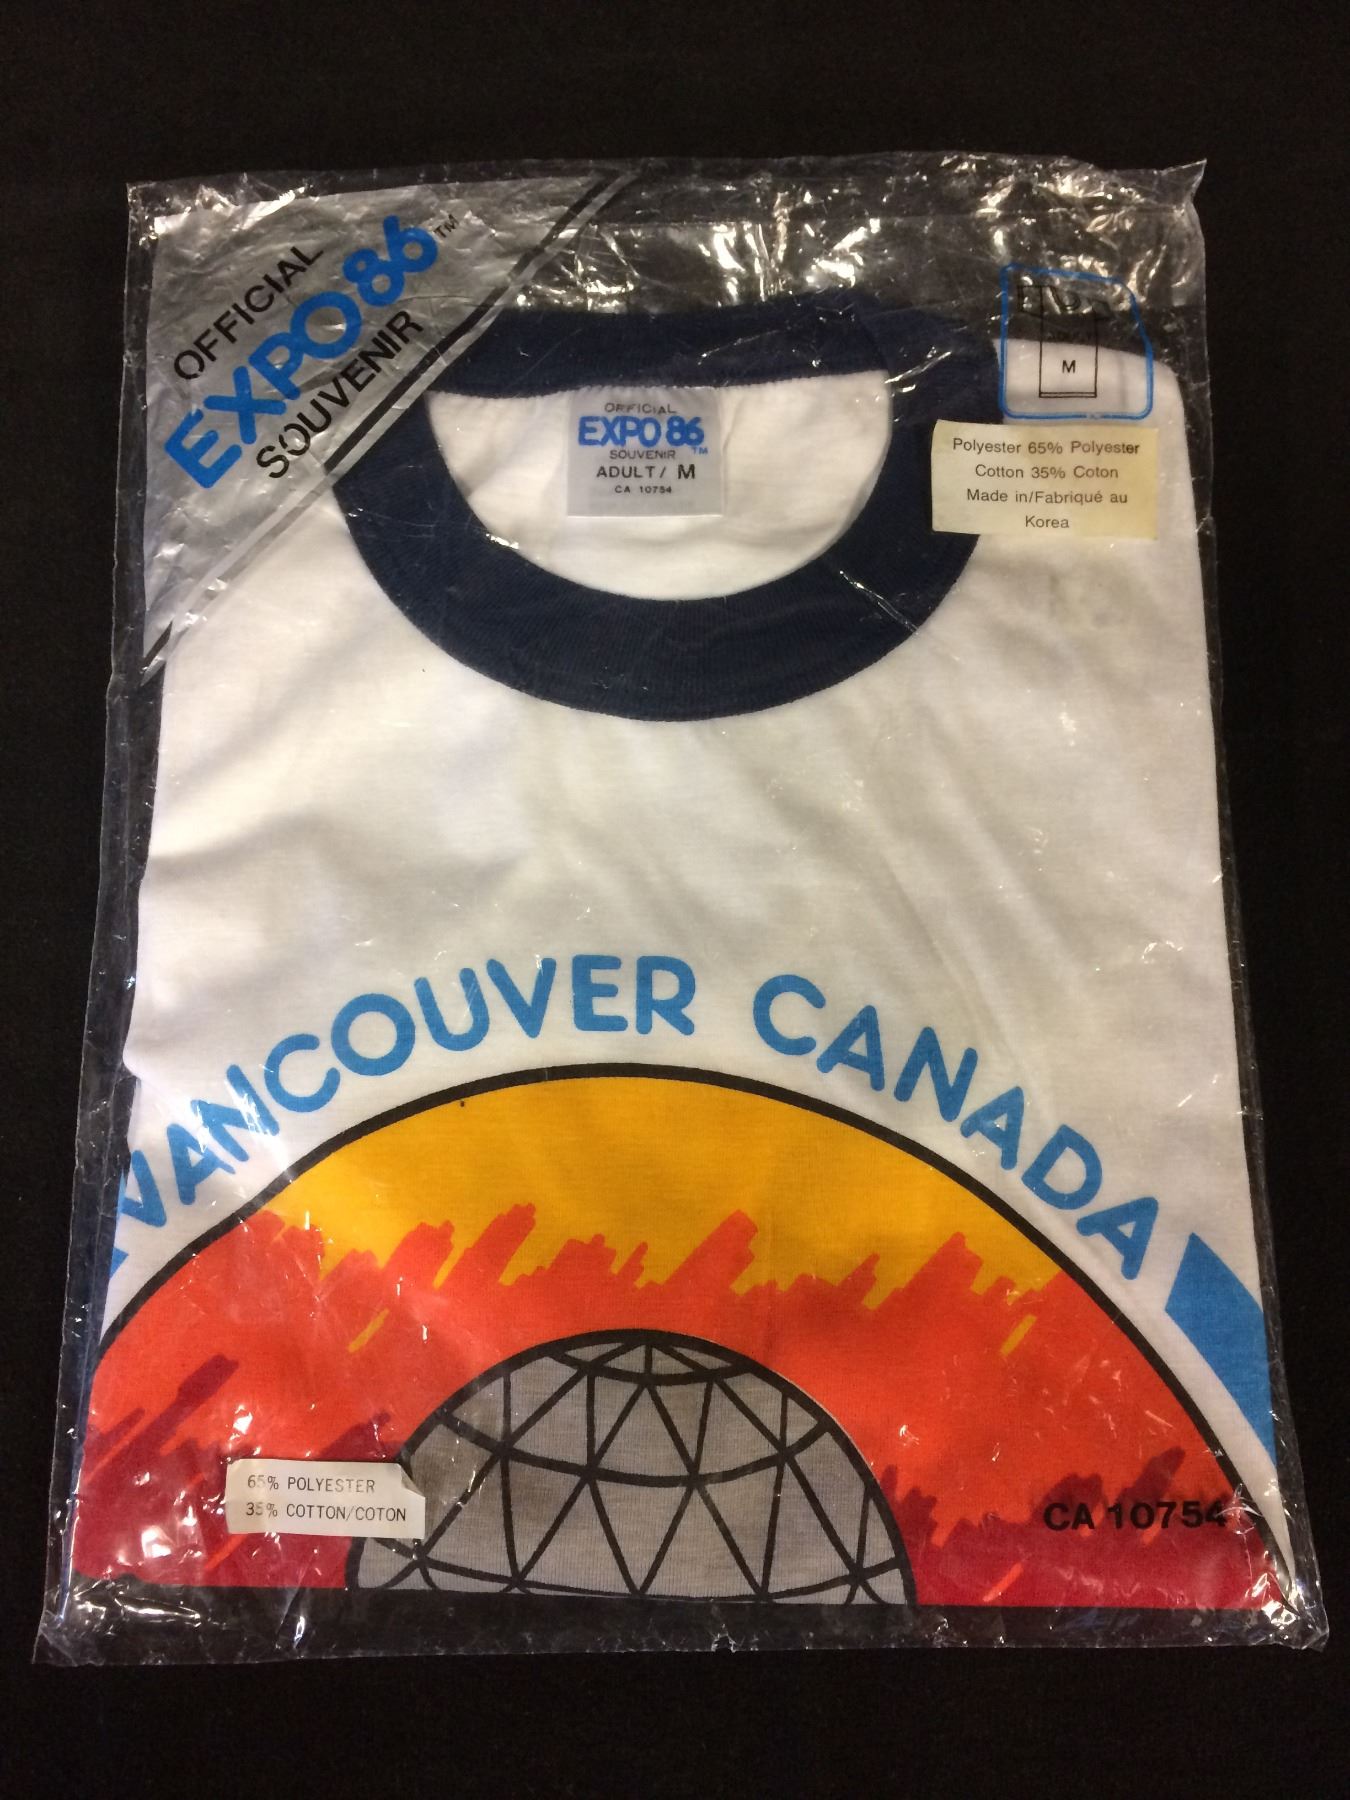 OFFICIAL
EXPO 86™
SOUVENIR
M
OFFICIAL
EXPO 86™
SOUVENIR
ADULT / M
CA 10754
Polyester 65% Polyester
Cotton 35% Coton
Made in/Fabriqué au
Korea
VANCOUVER CANADA
65% POLYESTER
35% COTTON/COTON
CA 10754